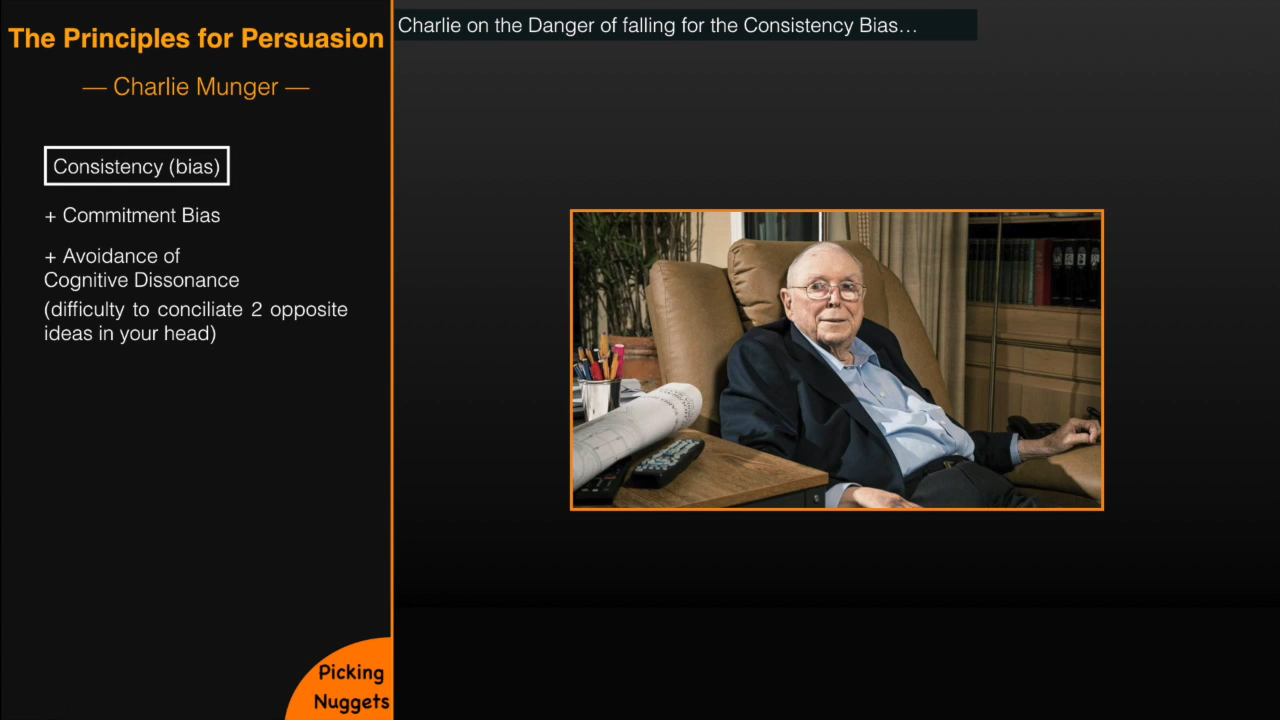 The Principles for Persuasion
— Charlie Munger —
Consistency (bias)
+ Commitment Bias
+ Avoidance of
Cognitive Dissonance
(difficulty to conciliate 2 opposite
ideas in your head)
Picking
Nuggets
Charlie on the Danger of falling for the Consistency Bias…